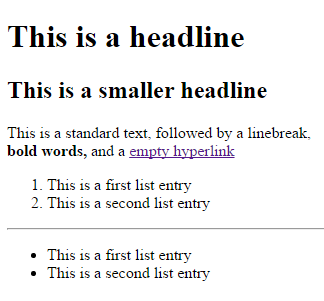 This is a headline
This is a smaller headline
This is a standard text, followed by a linebreak,
bold words, and a empty hyperlink
1. This is a first list entry
2. This is a second list entry
• This is a first list entry
• This is a second list entry